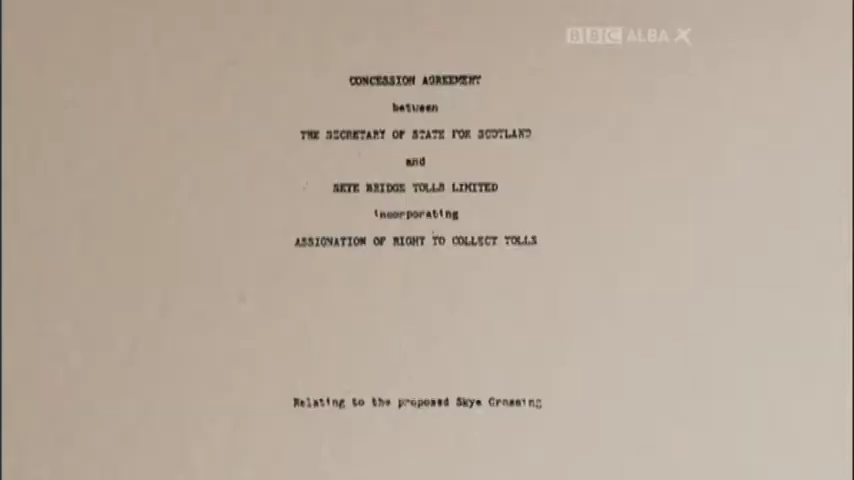 BBC ALBA
CONCESSION AGREEMENT
between
THE SECRETARY OF STATE FOR SCOTLAND
and
SKYE BRIDGE TOLLS LIMITED
incorporating
ASSIGNATION OF RIGHT TO COLLECT TOLLS
Relating to the proposed Skye Crossing